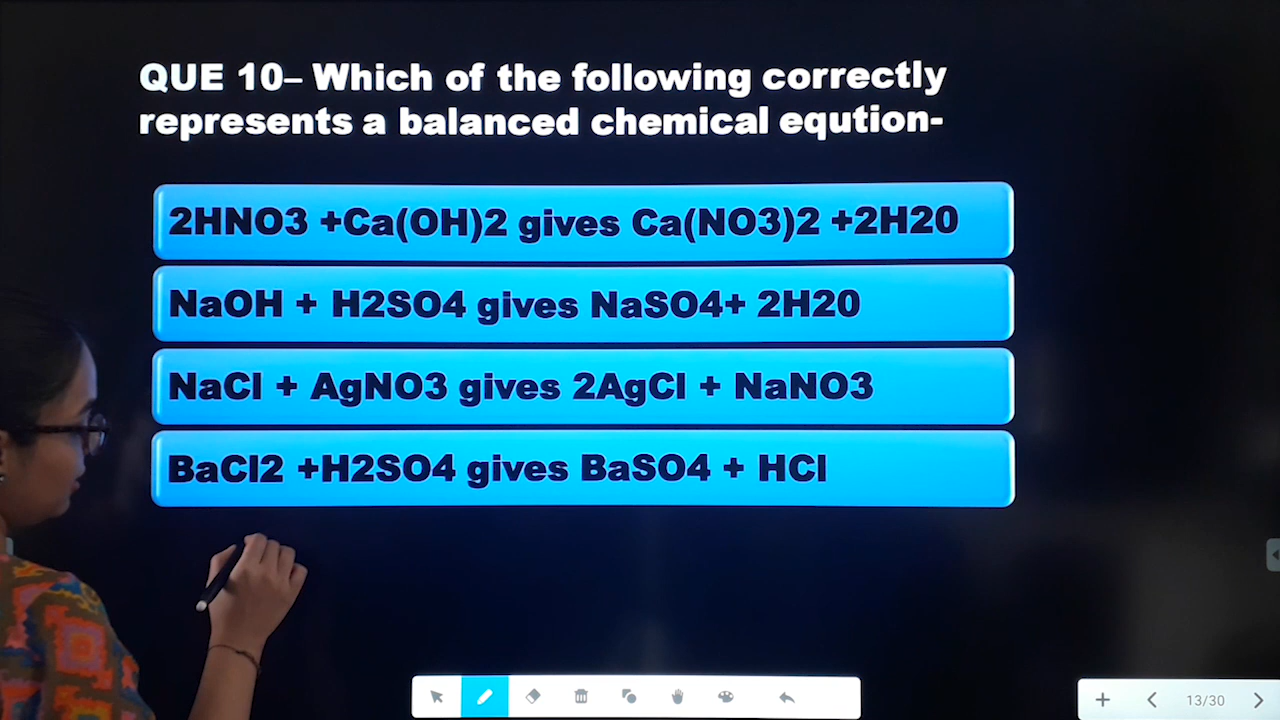 QUE 10– Which of the following correctly
represents a balanced chemical eqution-
2HNO3 +Ca(OH)2 gives Ca(NO3)2 +2H20
NaOH + H2SO4 gives NaSO4+ 2H20
NaCl + AgNO3 gives 2AgCl + NaNO3
BaCl2 +H2SO4 gives BaSO4 + HCl
13/30